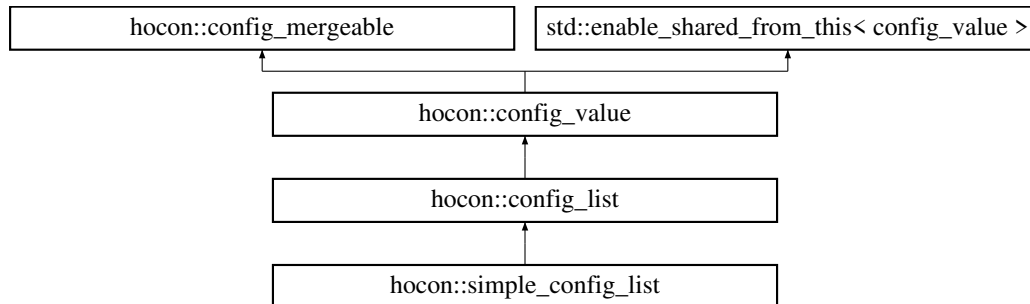 hocon::config_mergeable
std::enable_shared_from_this< config_value >
hocon::config_value
hocon::config_list
hocon::simple_config_list